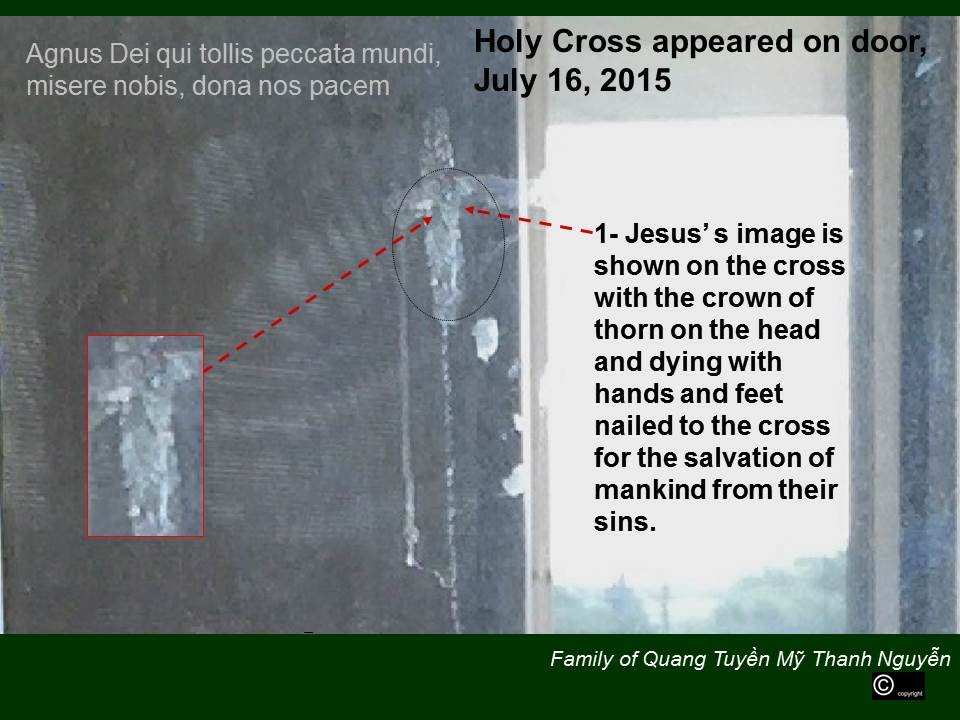 Agnus Dei qui tollis peccata mundi,
misere nobis, dona nos pacem
Holy Cross appeared on door,
July 16, 2015
1- Jesus’ s image is
shown on the cross
with the crown of
thorn on the head
and dying with
hands and feet
nailed to the cross
for the salvation of
mankind from their
sins.
Family of Quang Tuyền Mỹ Thanh Nguyễn
© copyright